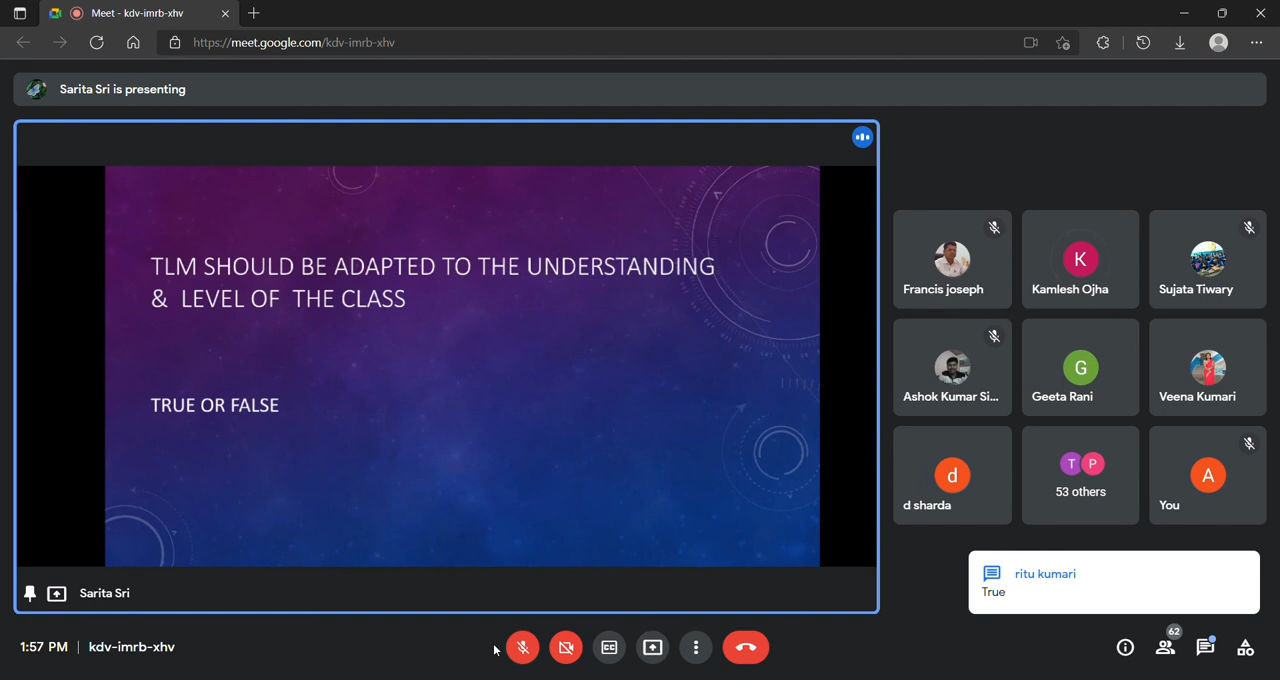 Meet - kdv-imrb-xhv
https://meet.google.com/kdv-imrb-xhv
Sarita Sri is presenting
TLM SHOULD BE ADAPTED TO THE UNDERSTANDING
& LEVEL OF THE CLASS
TRUE OR FALSE
Sarita Sri
Francis joseph
K
Kamlesh Ojha
Sujata Tiwary
Ashok Kumar Si...
G
Geeta Rani
Veena Kumari
d
d sharda
T P
53 others
A
You
ritu kumari
True
1:57 PM | kdv-imrb-xhv
CC
62